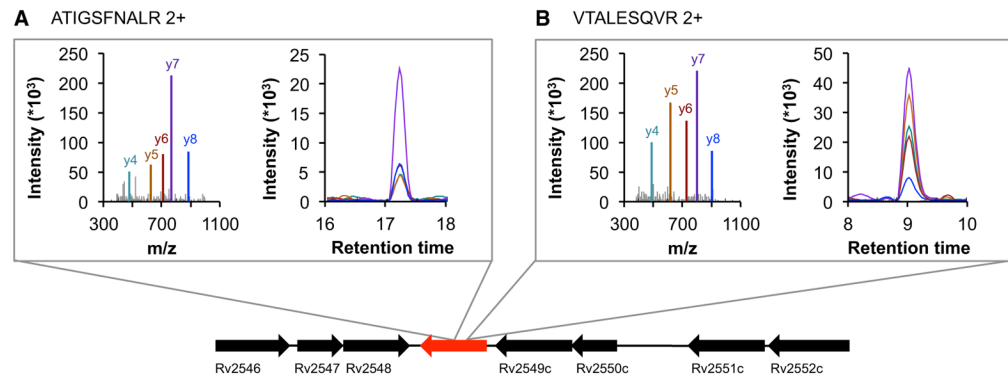 A ATIGSFNALR 2+
Intensity (*10³)
250
200
150
100
50
0
y4
y5
y6
y7
y8
300 700 1100
m/z
Intensity (*10³)
25
20
15
10
5
0
16 17 18
Retention time
B VTALESQVR 2+
Intensity (*10³)
250
200
150
100
50
0
y4
y5
y6
y7
y8
300 700 1100
m/z
Intensity (*10³)
50
40
30
20
10
0
8 9 10
Retention time
Rv2546 Rv2547 Rv2548 Rv2549c Rv2550c Rv2551c Rv2552c